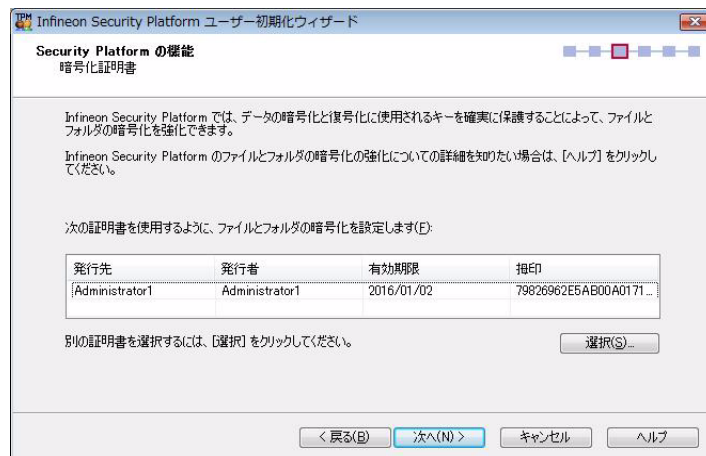 TPM
Infineon Security Platform ユーザー初期化ウィザード
Security Platform の機能
暗号化証明書
Infineon Security Platform では、データの暗号化と復号化に使用されるキーを確実に保護することによって、ファイルと
フォルダの暗号化を強化できます。
Infineon Security Platform のファイルとフォルダの暗号化の強化についての詳細を知りたい場合は、[ヘルプ] をクリックし
てください。
次の証明書を使用するように、ファイルとフォルダの暗号化を設定します(F):
発行先 発行者 有効期限 拇印
Administrator1 Administrator1 2016/01/02 79826962E5AB00A0171...
別の証明書を選択するには、[選択] をクリックしてください。
選択(S)...
< 戻る(B) 次へ(N) > キャンセル ヘルプ